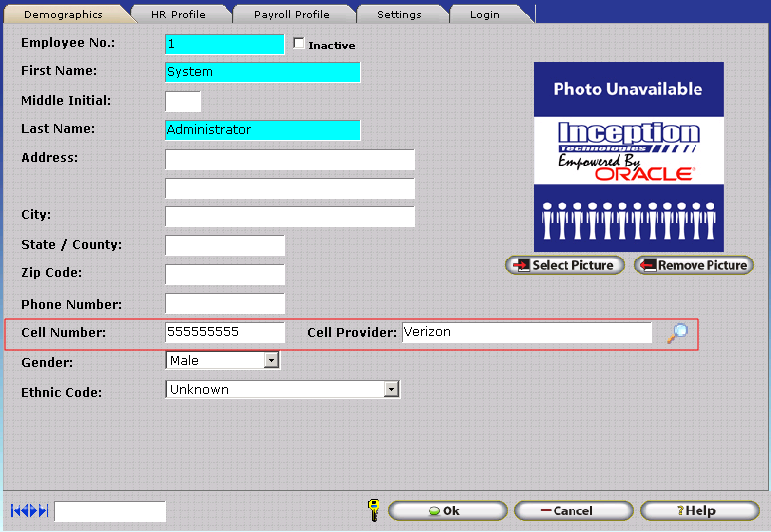 Demographics HR Profile Payroll Profile Settings Login
Employee No.: 1 Inactive
First Name: System
Middle Initial:
Last Name: Administrator
Address:
City:
State / County:
Zip Code:
Phone Number:
Cell Number: 555555555 Cell Provider: Verizon
Gender: Male
Ethnic Code: Unknown
Photo Unavailable
Inception
Technologies
Empowered By
ORACLE®
Select Picture Remove Picture
Ok Cancel ?Help